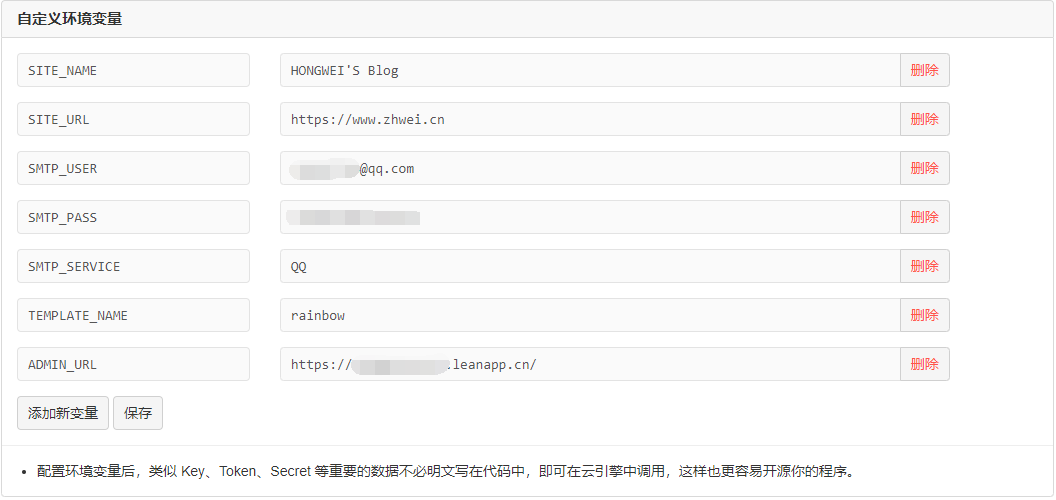 自定义环境变量
SITE_NAME HONGWEI'S Blog 删除
SITE_URL https://www.zhwei.cn 删除
SMTP_USER @qq.com 删除
SMTP_PASS 删除
SMTP_SERVICE QQ 删除
TEMPLATE_NAME rainbow 删除
ADMIN_URL https:// .leanapp.cn/ 删除
添加新变量 保存
配置环境变量后，类似 Key、Token、Secret 等重要的数据不必明文写在代码中，即可在云引擎中调用，这样也更容易开源你的程序。